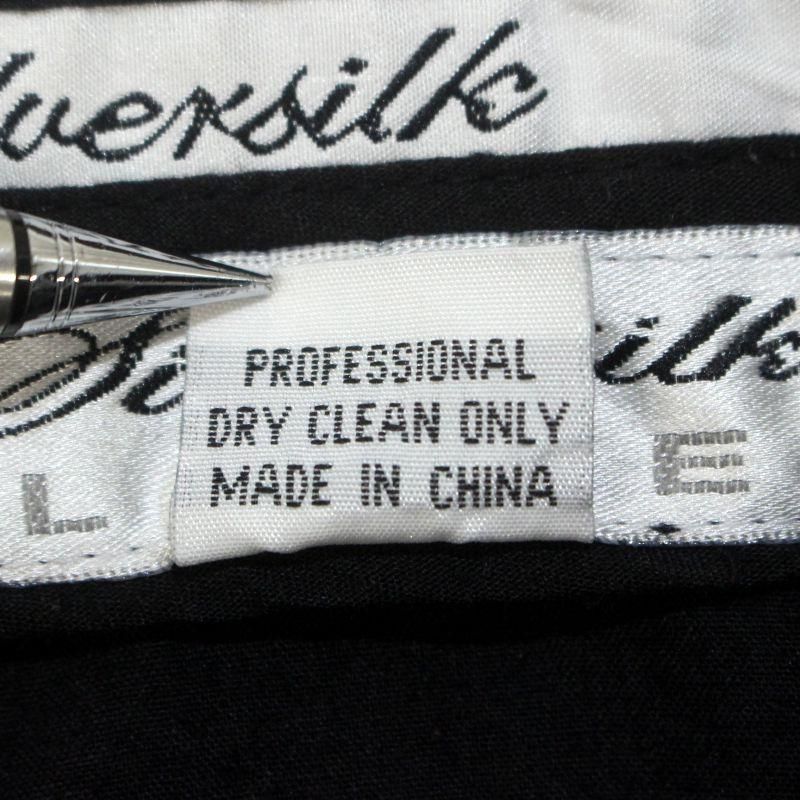 PROFESSIONAL
DRY CLEAN ONLY
MADE IN CHINA
L
E